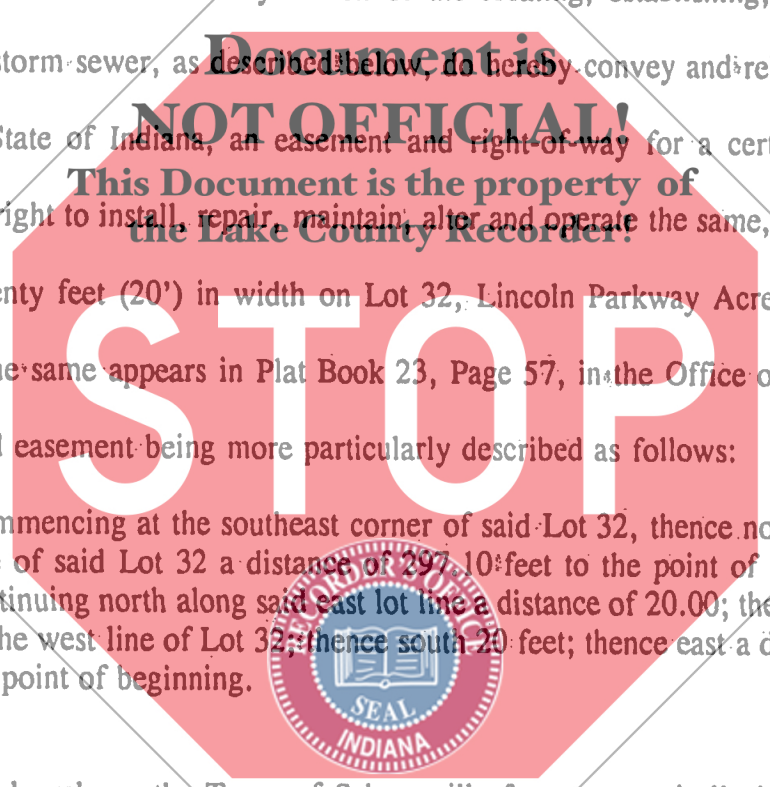 Document is
storm sewer, as described below, do hereby convey and re
NOT OFFICIAL!
State of Indiana, an easement and right-of-way for a cert
This Document is the property of
right to install, repair, maintain, alter and operate the same,
the Lake County Recorder!
enty feet (20') in width on Lot 32, Lincoln Parkway Acre
STOP
e same appears in Plat Book 23, Page 57, in the Office o
easement being more particularly described as follows:
mmencing at the southeast corner of said Lot 32, thence no
of said Lot 32 a distance of 297.10 feet to the point of
tinuing north along said east lot line a distance of 20.00; the
he west line of Lot 32; thence south 20 feet; thence east a d
point of beginning.
SEAL
INDIANA